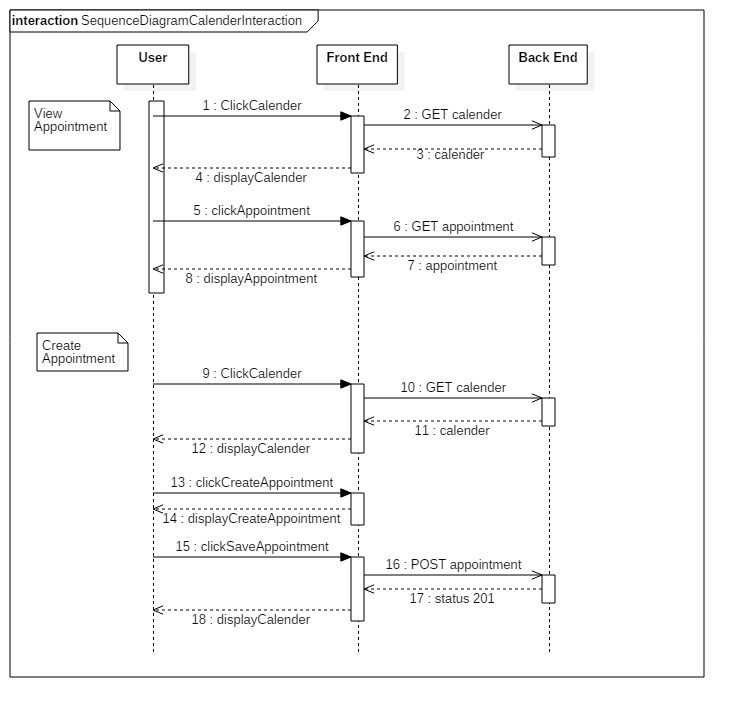 interaction SequenceDiagramCalenderInteraction
User
Front End
Back End
View
Appointment
1 : ClickCalender
2 : GET calender
3 : calender
4 : displayCalender
5 : clickAppointment
6 : GET appointment
7 : appointment
8 : displayAppointment
Create
Appointment
9 : ClickCalender
10 : GET calender
11 : calender
12 : displayCalender
13 : clickCreateAppointment
14 : displayCreateAppointment
15 : clickSaveAppointment
16 : POST appointment
17 : status 201
18 : displayCalender